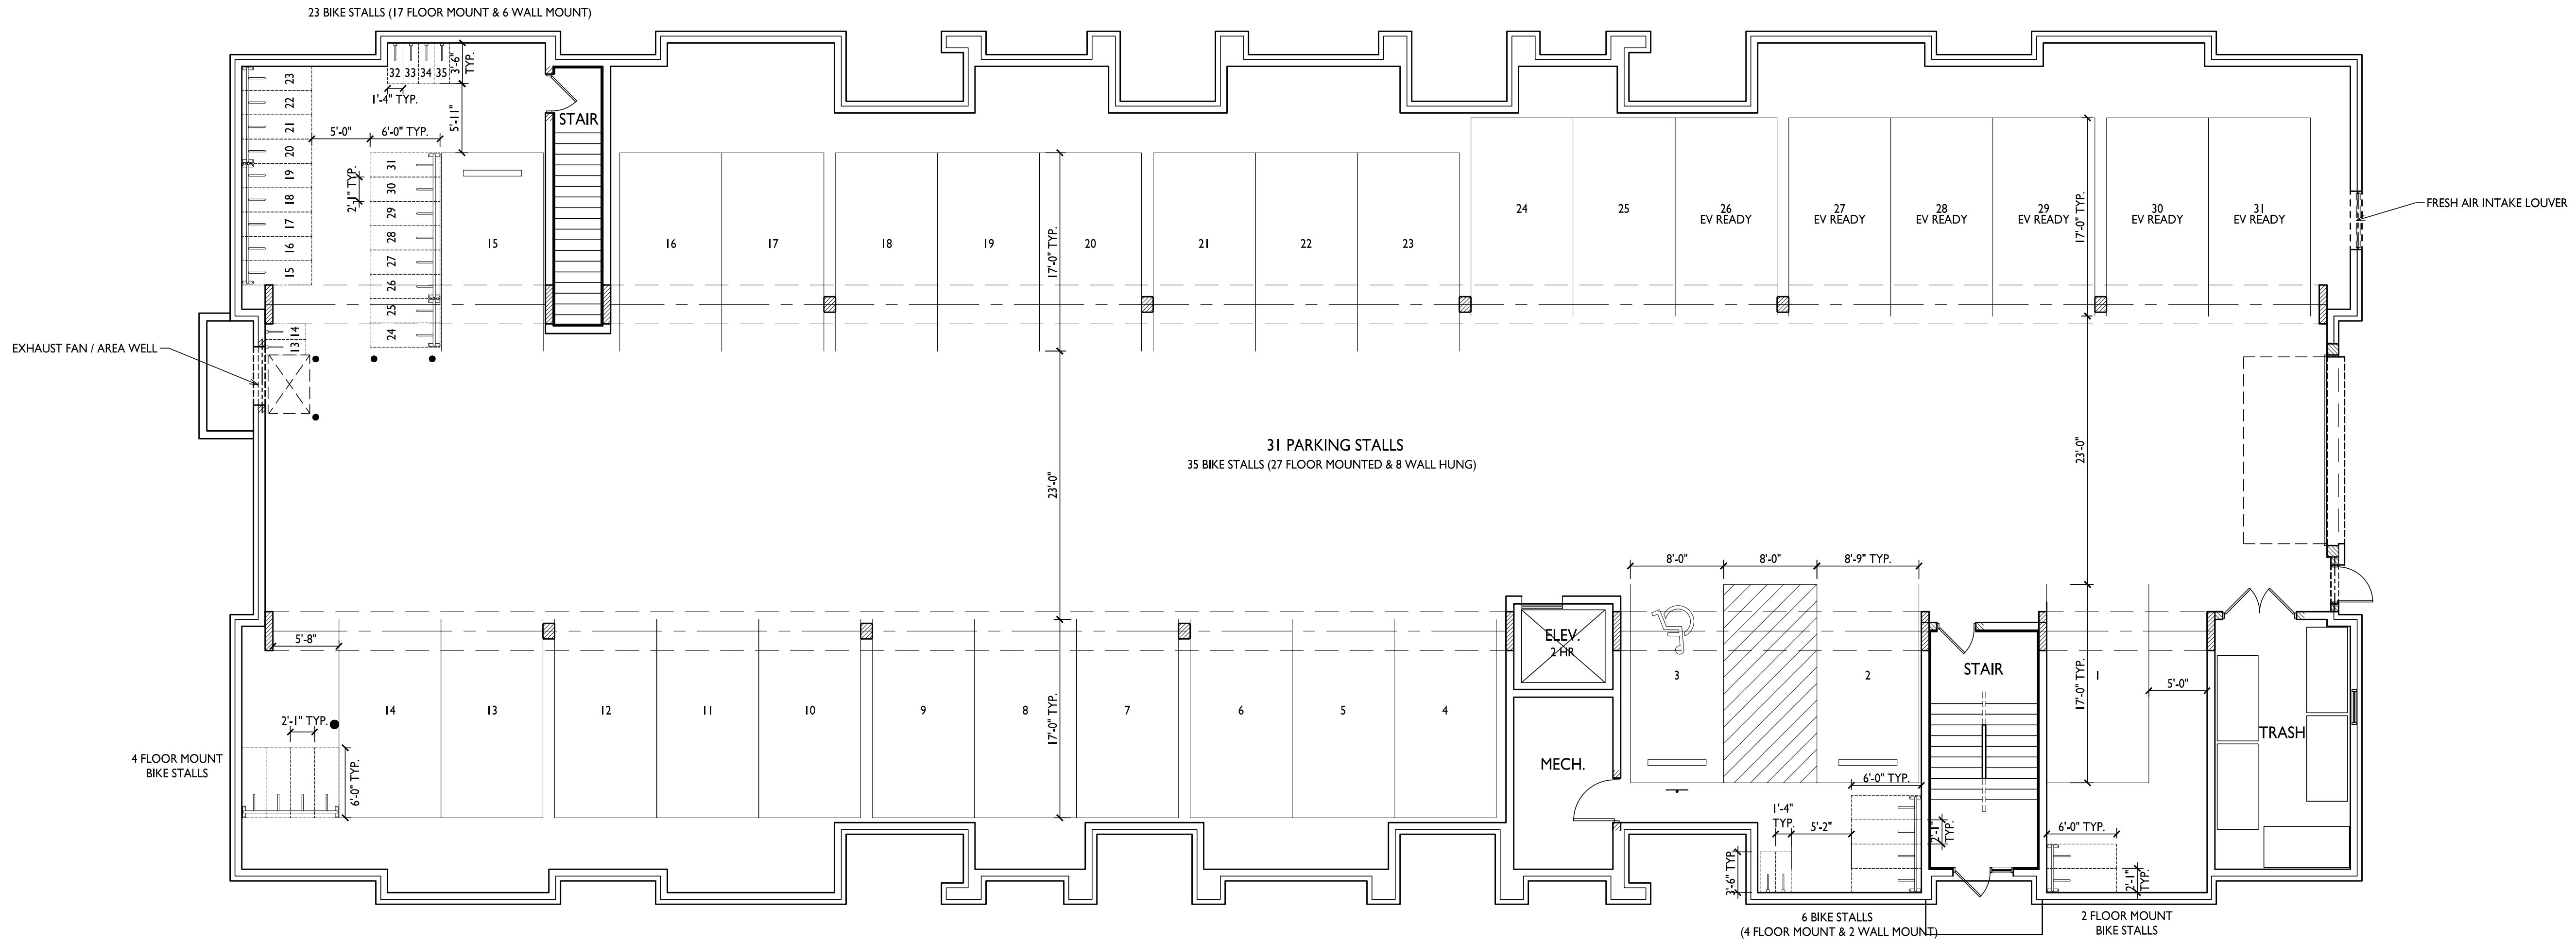 23 BIKE STALLS (17 FLOOR MOUNT & 6 WALL MOUNT)
32 33 34 35
3'-6" TYP.
1'-4" TYP.
5'-11"
23
22
21
20
19
18
17
16
15
14
13
5'-0"
6'-0" TYP.
2'-1" TYP.
31
30
29
28
27
26
25
24
STAIR
15
16
17
18
19
20
17'-0" TYP.
21
22
23
24
25
26
EV READY
27
EV READY
28
EV READY
29
EV READY
17'-0" TYP.
30
EV READY
31
EV READY
FRESH AIR INTAKE LOUVER
EXHAUST FAN / AREA WELL
31 PARKING STALLS
35 BIKE STALLS (27 FLOOR MOUNTED & 8 WALL HUNG)
23'-0"
23'-0"
8'-0"
8'-0"
8'-9" TYP.
5'-8"
14
13
12
11
10
9
8
17'-0" TYP.
7
6
5
4
ELEV.
2 HR
MECH.
3
2
STAIR
1
17'-0" TYP.
5'-0"
TRASH
2'-1" TYP.
6'-0" TYP.
4 FLOOR MOUNT
BIKE STALLS
6'-0" TYP.
1'-4"
TYP.
5'-2"
3'-6" TYP.
2'-1"
TYP.
6'-0" TYP.
2'-1"
TYP.
6 BIKE STALLS
(4 FLOOR MOUNT & 2 WALL MOUNT)
2 FLOOR MOUNT
BIKE STALLS